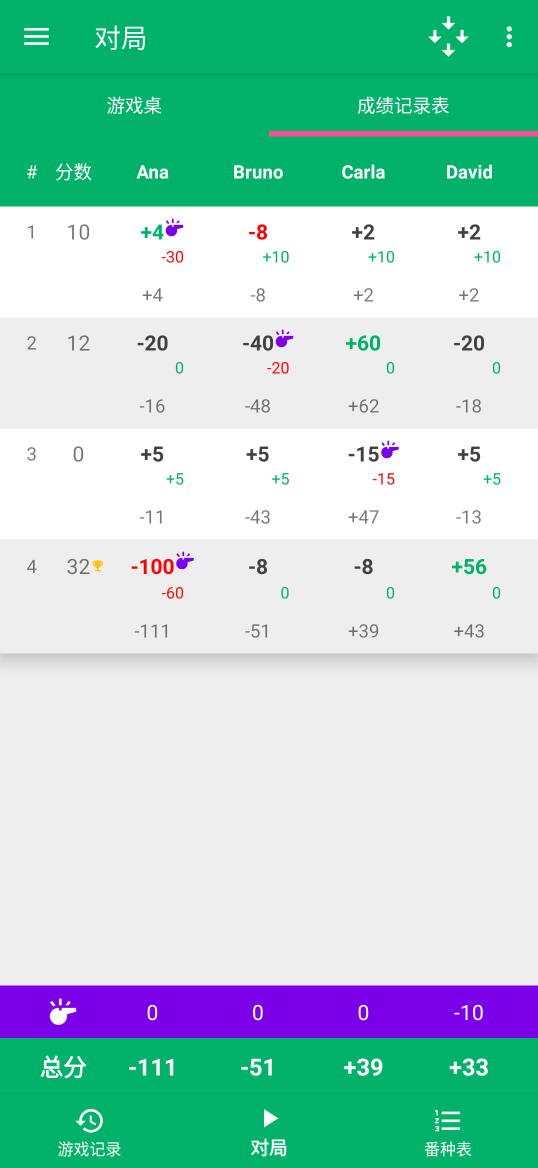 对局
游戏桌 成绩记录表
# 分数 Ana Bruno Carla David
1 10 +4 -8 +2 +2
-30 +10 +10 +10
+4 -8 +2 +2
2 12 -20 -40 +60 -20
0 -20 0 0
-16 -48 +62 -18
3 0 +5 +5 -15 +5
+5 +5 -15 +5
-11 -43 +47 -13
4 32 -100 -8 -8 +56
-60 0 0 0
-111 -51 +39 +43
0 0 0 -10
总分 -111 -51 +39 +33
游戏记录 对局 番种表